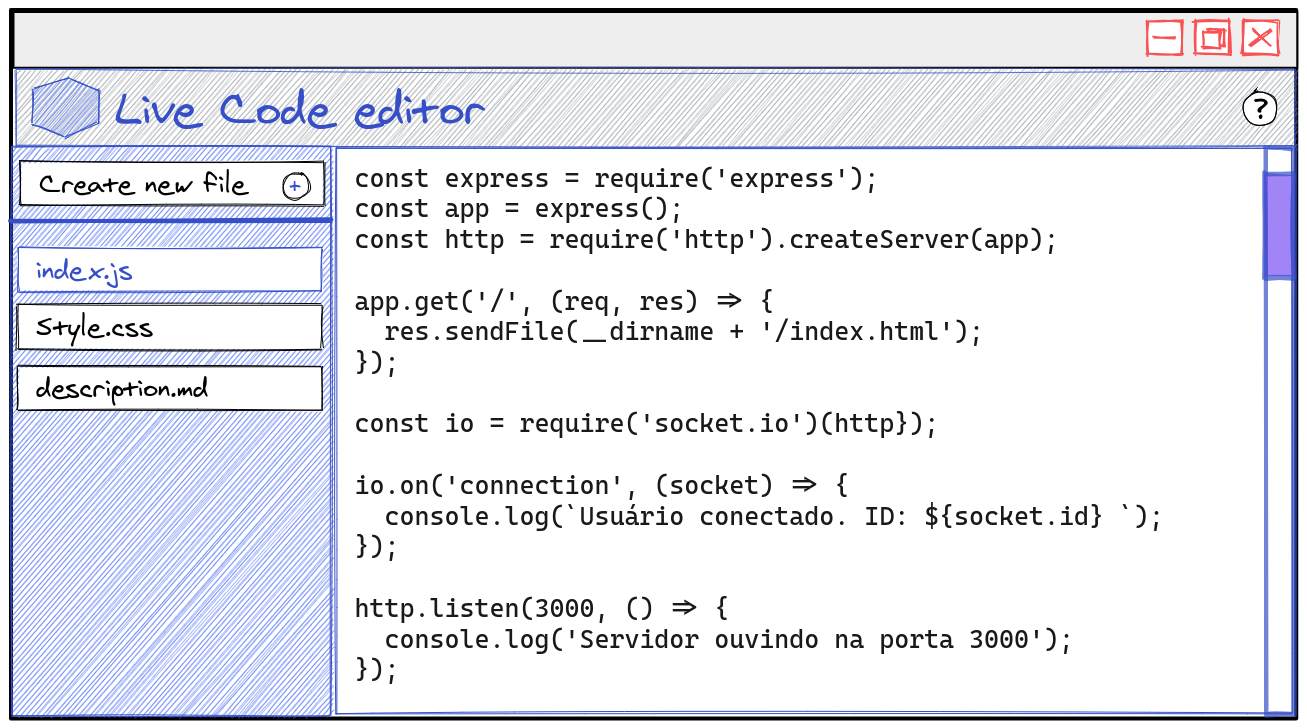 Live Code editor
?
Create new file +
index.js
Style.css
description.md
const express = require('express');
const app = express();
const http = require('http').createServer(app);
app.get('/', (req, res) => {
  res.sendFile(__dirname + '/index.html');
});
const io = require('socket.io')(http});
io.on('connection', (socket) => {
  console.log(`Usuário conectado. ID: ${socket.id} `);
});
http.listen(3000, () => {
  console.log('Servidor ouvindo na porta 3000');
});